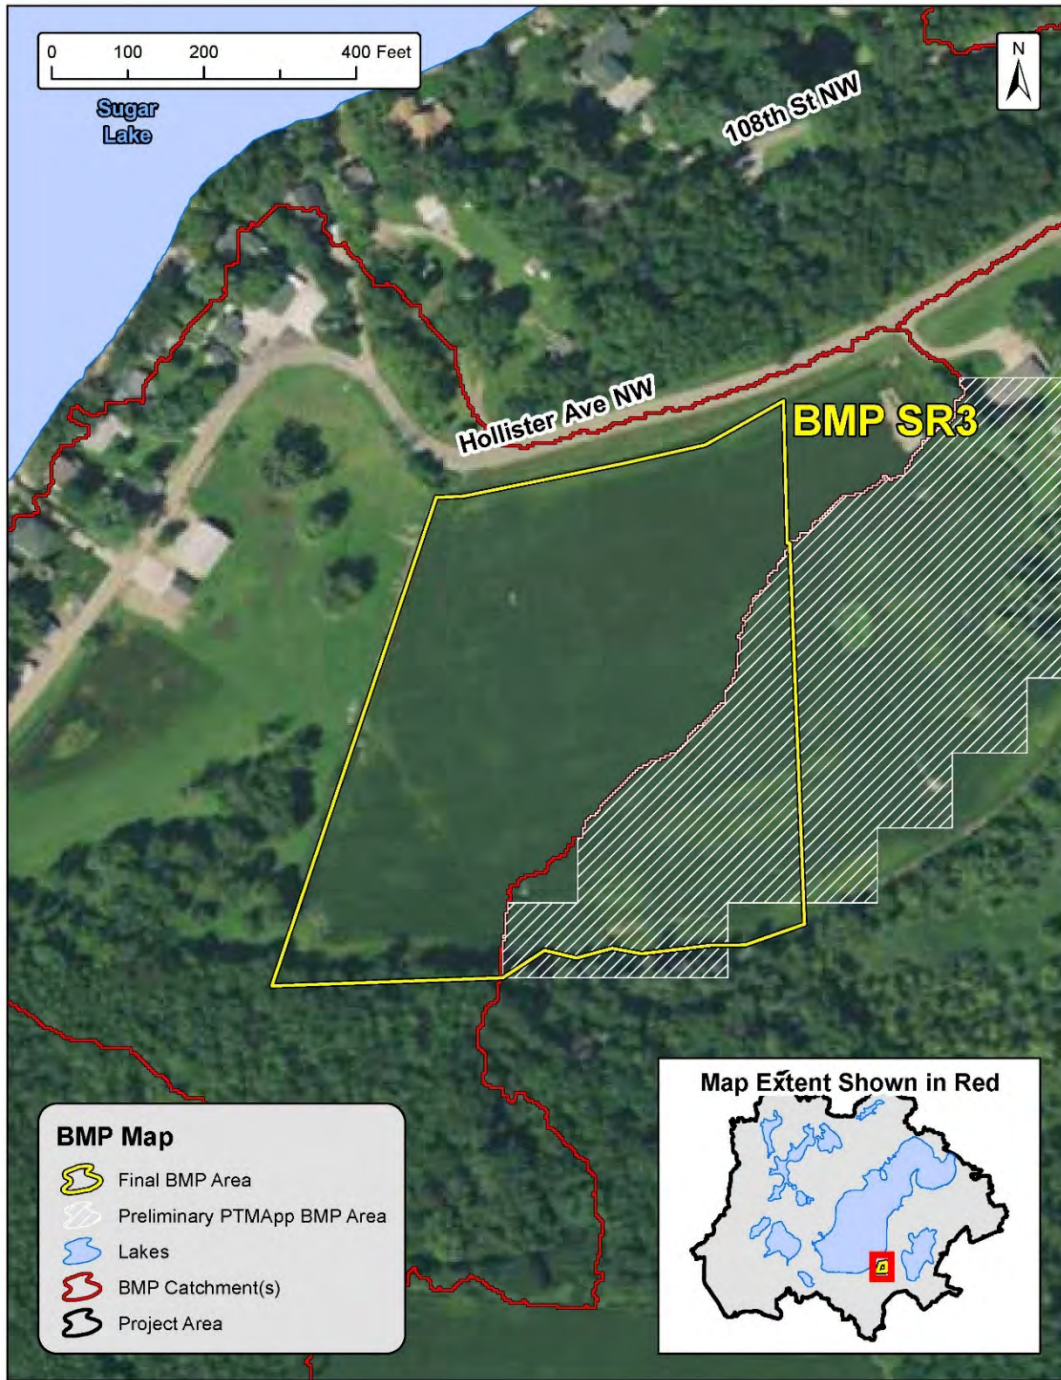 0 100 200 400 Feet
N
Sugar
Lake
108th St NW
Hollister Ave NW
BMP SR3
BMP Map
Final BMP Area
Preliminary PTMApp BMP Area
Lakes
BMP Catchment(s)
Project Area
Map Extent Shown in Red